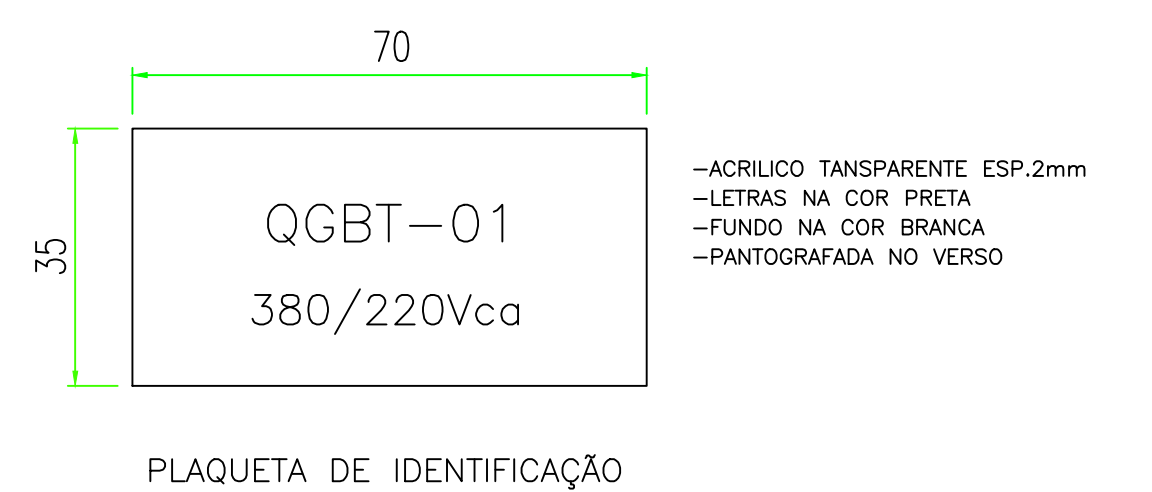 70
35
QGBT-01
380/220Vca
-ACRILICO TANSPARENTE ESP.2mm
-LETRAS NA COR PRETA
-FUNDO NA COR BRANCA
-PANTOGRAFADA NO VERSO
PLAQUETA DE IDENTIFICAÇÃO